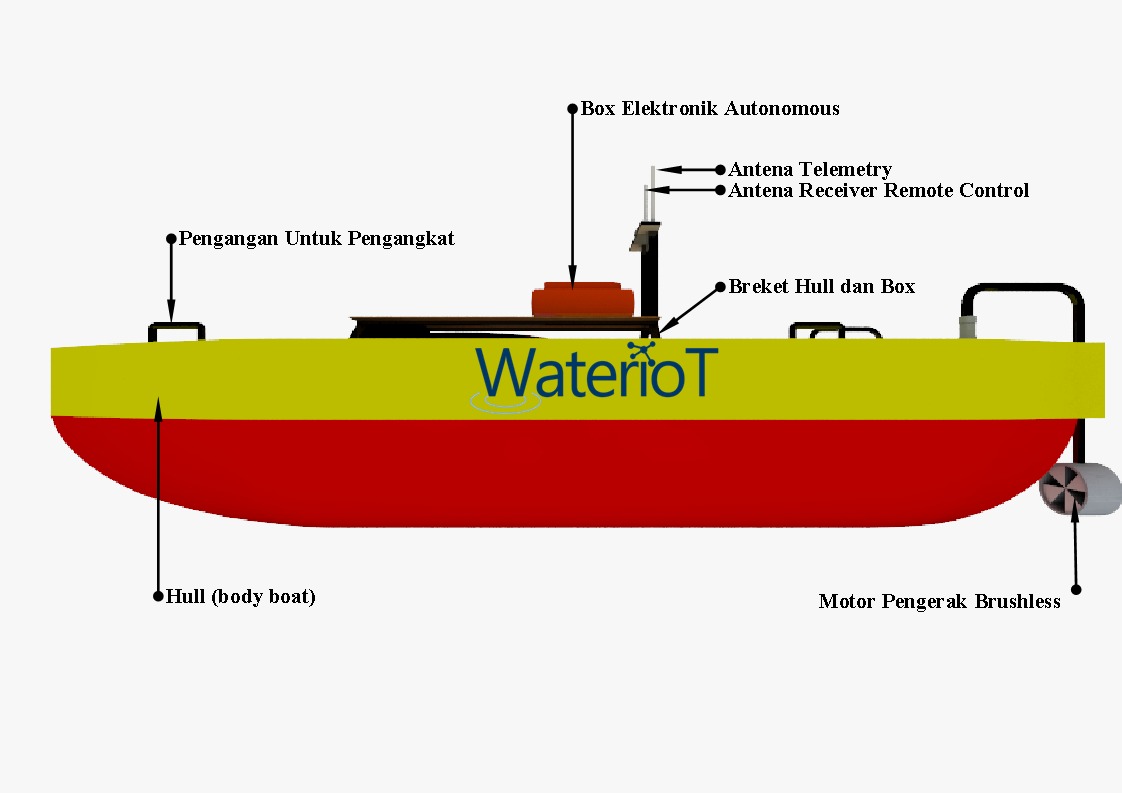 Box Elektronik Autonomous
Antena Telemetry
Antena Receiver Remote Control
Pengangan Untuk Pengangkat
Breket Hull dan Box
WaterioT
Hull (body boat)
Motor Pengerak Brushless